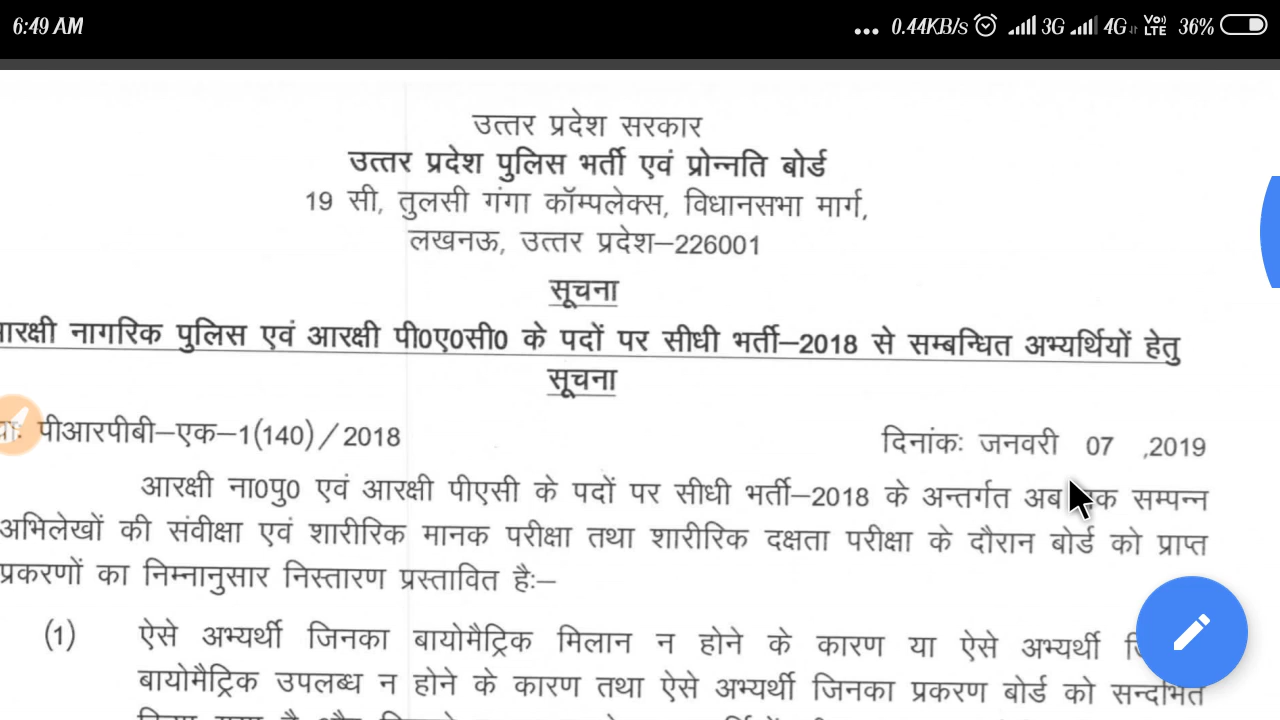 6:49 AM
... 0.44KB/s 3G 4G VoLTE 36%
उत्तर प्रदेश सरकार
उत्तर प्रदेश पुलिस भर्ती एवं प्रोन्नति बोर्ड
19 सी, तुलसी गंगा कॉम्पलेक्स, विधानसभा मार्ग,
लखनऊ, उत्तर प्रदेश–226001
सूचना
नागरिक पुलिस एवं आरक्षी पी0ए0सी0 के पदों पर सीधी भर्ती–2018 से सम्बन्धित अभ्यर्थियों हेतु
सूचना
पीआरपीबी–एक–1(140)/2018 दिनांकः जनवरी 07 ,2019
आरक्षी ना0पु0 एवं आरक्षी पीएसी के पदों पर सीधी भर्ती–2018 के अन्तर्गत अब सम्पन्न
अभिलेखों की संवीक्षा एवं शारीरिक मानक परीक्षा तथा शारीरिक दक्षता परीक्षा के दौरान बोर्ड को प्राप्त
प्रकरणों का निम्नानुसार निस्तारण प्रस्तावित हैः–
(1) ऐसे अभ्यर्थी जिनका बायोमैट्रिक मिलान न होने के कारण या ऐसे अभ्यर्थी
बायोमैट्रिक उपलब्ध न होने के कारण तथा ऐसे अभ्यर्थी जिनका प्रकरण बोर्ड को सन्दर्भित